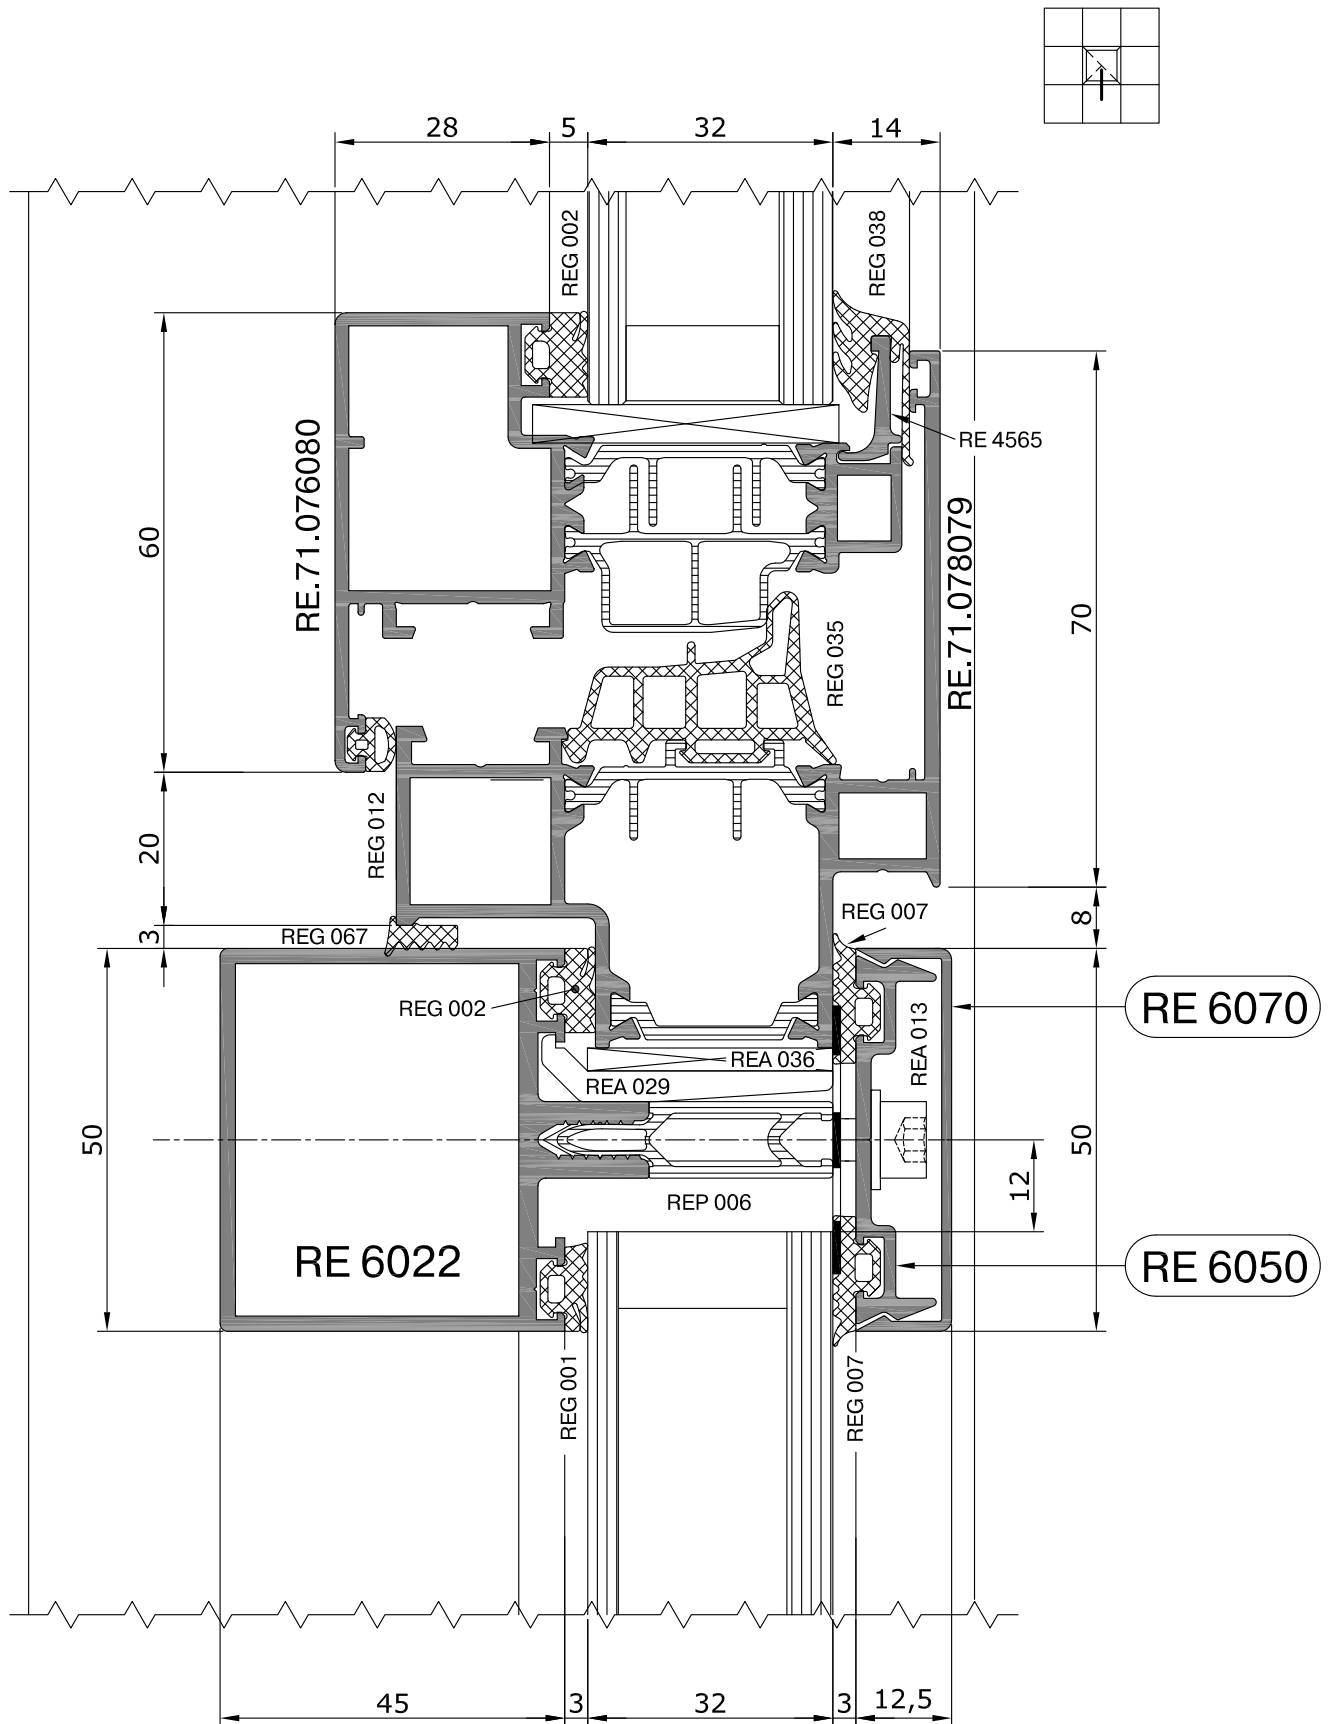 28
5
32
14
REG 002
REG 038
RE 4565
RE.71.076080
60
RE.71.078079
70
REG 035
REG 012
20
REG 007
8
3
REG 067
REG 002
RE 6070
REA 013
REA 036
REA 029
50
50
12
REP 006
RE 6022
RE 6050
REG 001
REG 007
45
3
32
3
12,5